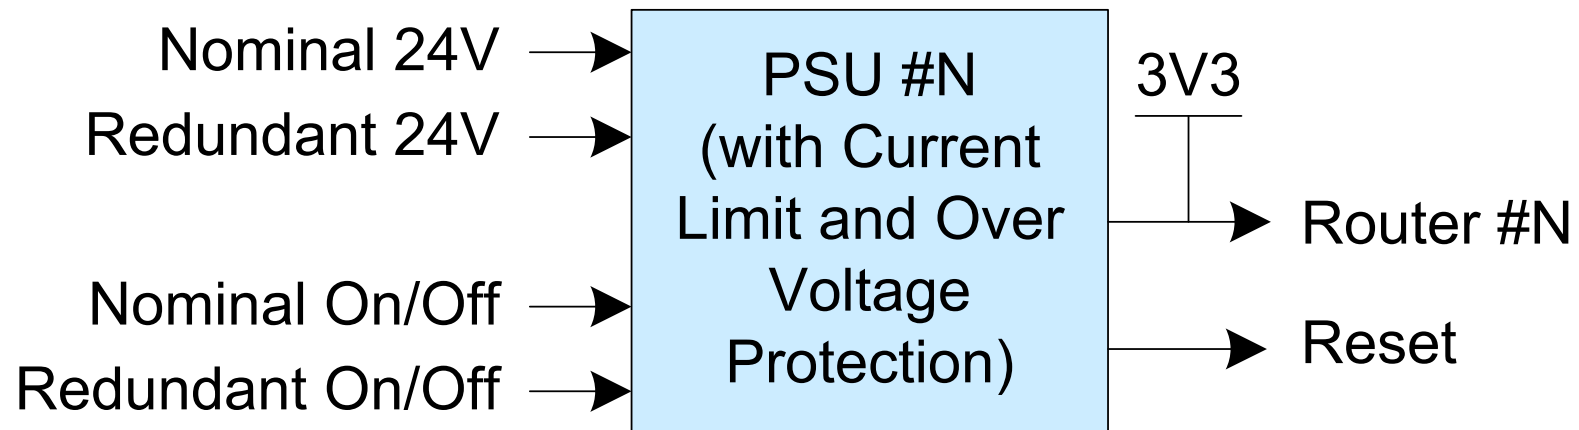 Nominal 24V
Redundant 24V
Nominal On/Off
Redundant On/Off
PSU #N
(with Current
Limit and Over
Voltage
Protection)
3V3
Router #N
Reset